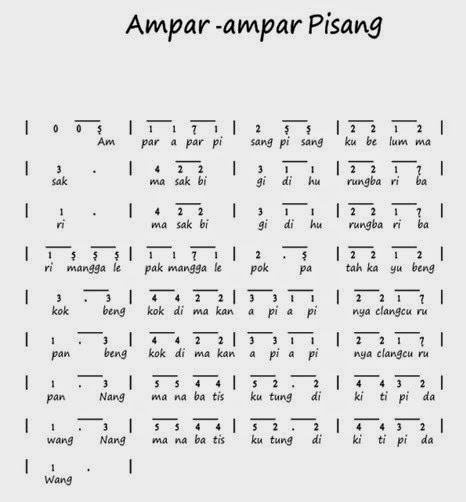 Ampar -ampar Pisang
| 0 0 5̣ | 1 1 7̣ 1 | 2 5̣ 5̣ | 2 2 1 2 |
Am par a par pi sang pi sang ku be lum ma
| 3 . | 4 2 2 | 3 1 1 | 2 2 1 7̣ |
sak ma sak bi gi di hu rungba ri ba
| 1 . | 4 2 2 | 3 1 1 | 2 2 1 7̣ |
ri ma sak bi gi di hu rungba ri ba
| 1 5̣ 5̣ 5̣ | 1 1 7̣ 1 | 2 . 5̣ | 2 2 1 2 |
ri mangga le pak mangga le pok pa tah ka yu beng
| 3 . 3 | 4 4 2 2 | 3 3 1 1 | 2 2 1 7̣ |
kok beng kok di ma kan a pi a pi nya clangcu ru
| 1 . 3 | 4 4 2 2 | 3 3 1 1 | 2 2 1 7̣ |
pan beng kok di ma kan a pi a pi nya clangcu ru
| 1 . 3 | 5 5 4 4 | 5 2 . 2 | 4 4 3 2 |
pan Nang ma na ba tis ku tung di ki ti pi da
| 1 . 3 | 5 5 4 4 | 5 2 . 2 | 4 4 3 2 |
wang Nang ma na ba tis ku tung di ki ti pi da
| 1 . |
Wang